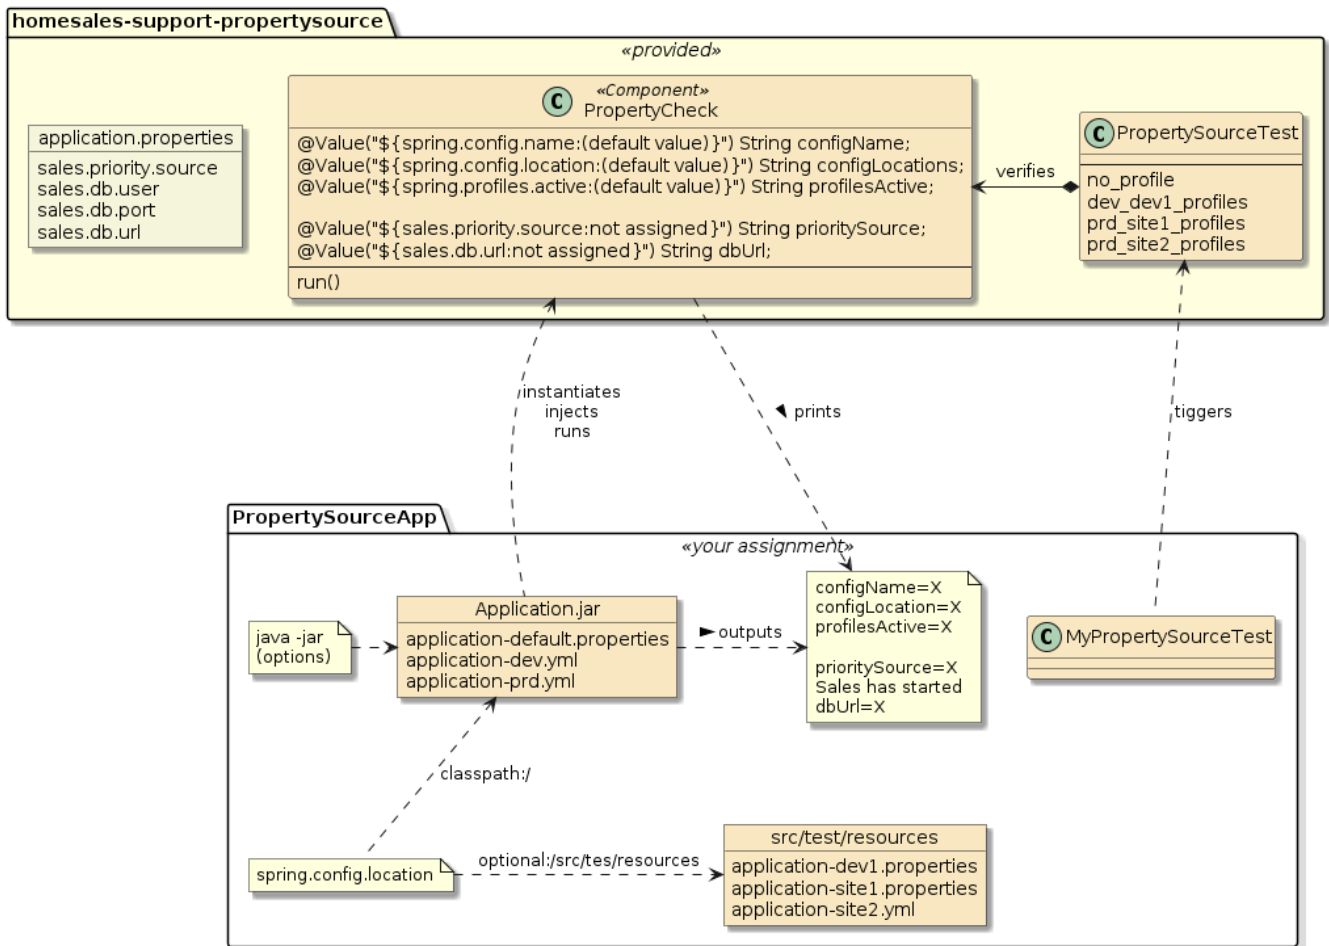 homesales-support-propertysource
«provided»
application.properties
sales.priority.source
sales.db.user
sales.db.port
sales.db.url
C
«Component»
PropertyCheck
@Value("${spring.config.name:(default value)}") String configName;
@Value("${spring.config.location:(default value)}") String configLocations;
@Value("${spring.profiles.active:(default value)}") String profilesActive;
@Value("${sales.priority.source:not assigned}") String prioritySource;
@Value("${sales.db.url:not assigned}") String dbUrl;
run()
verifies
C PropertySourceTest
no_profile
dev_dev1_profiles
prd_site1_profiles
prd_site2_profiles
instantiates
injects
runs
prints
tiggers
PropertySourceApp
«your assignment»
java -jar
(options)
Application.jar
application-default.properties
application-dev.yml
application-prd.yml
outputs
configName=X
configLocation=X
profilesActive=X
prioritySource=X
Sales has started
dbUrl=X
C MyPropertySourceTest
classpath:/
spring.config.location
optional:/src/tes/resources
src/test/resources
application-dev1.properties
application-site1.properties
application-site2.yml